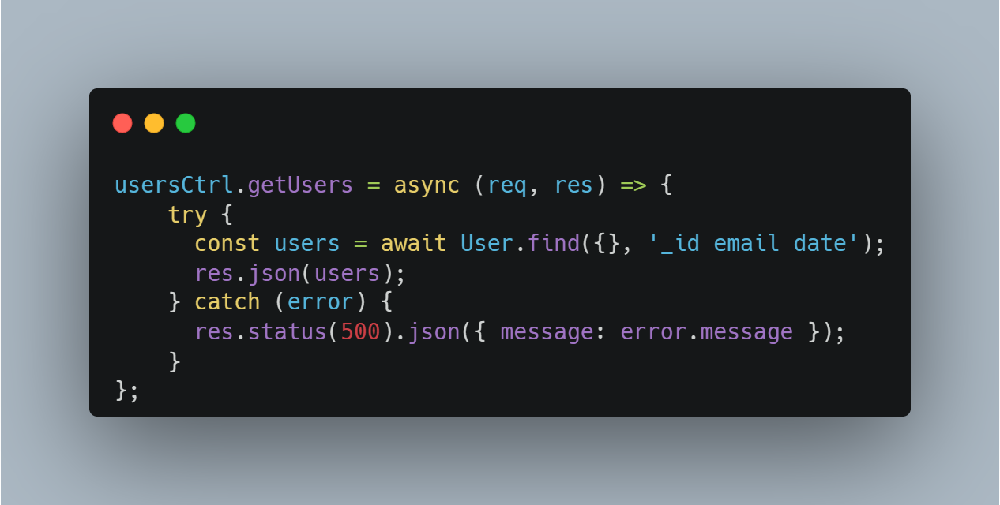 usersCtrl.getUsers = async (req, res) => {
    try {
      const users = await User.find({}, '_id email date');
      res.json(users);
    } catch (error) {
      res.status(500).json({ message: error.message });
    }
};